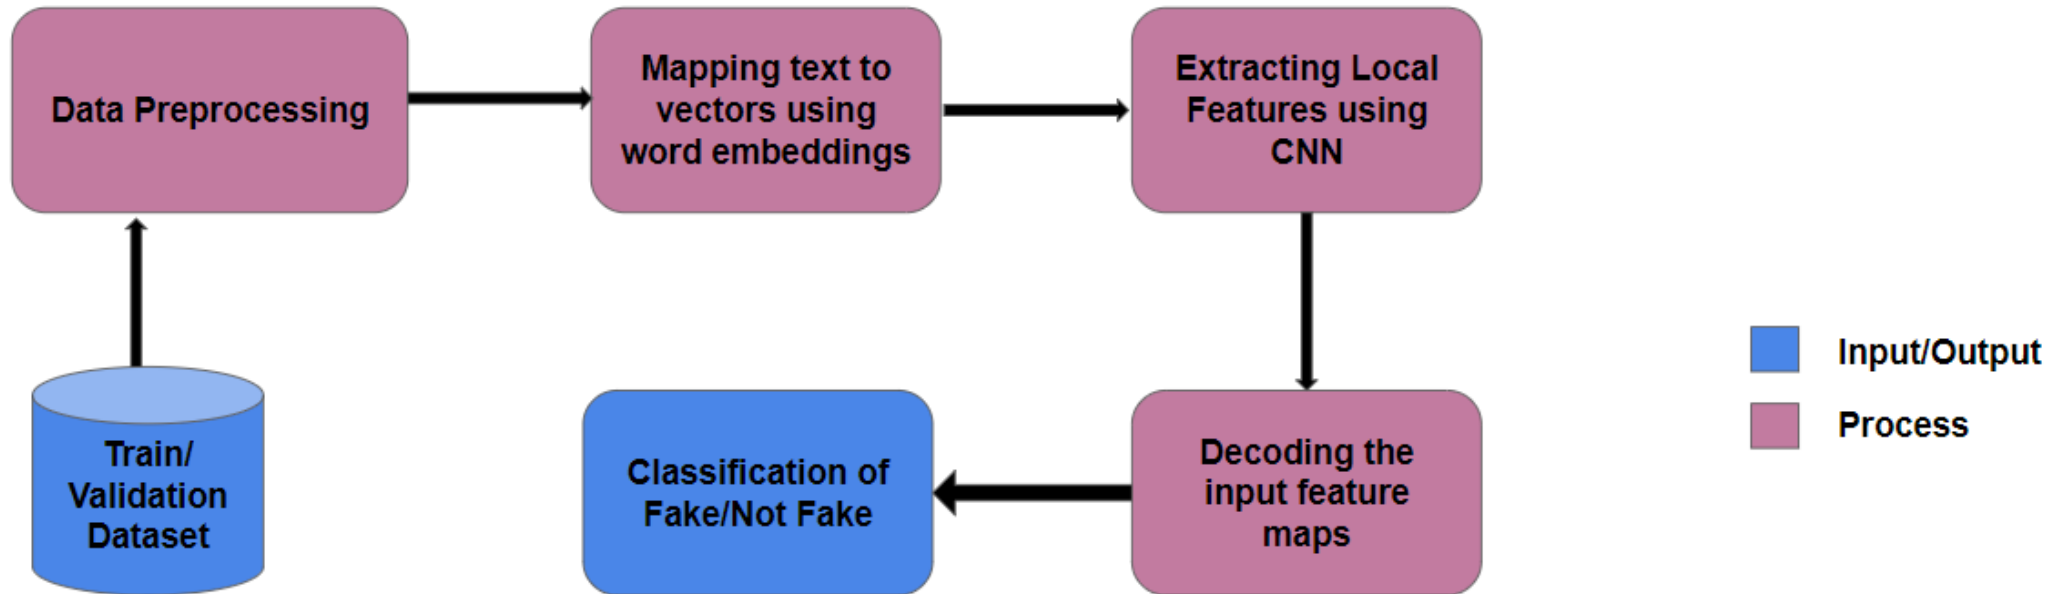 Data Preprocessing
Mapping text to
vectors using
word embeddings
Extracting Local
Features using
CNN
Train/
Validation
Dataset
Classification of
Fake/Not Fake
Decoding the
input feature
maps
Input/Output
Process